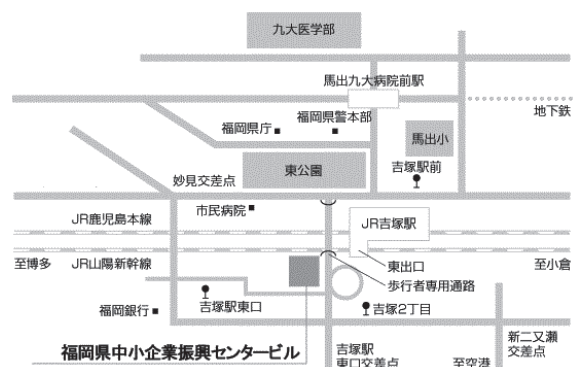 九大医学部
馬出九大病院前駅
地下鉄
福岡県警本部
福岡県庁
馬出小
東公園
吉塚駅前
妙見交差点
市民病院
JR鹿児島本線
JR吉塚駅
至博多
JR山陽新幹線
東出口
至小倉
歩行者専用通路
吉塚駅東口
福岡銀行
吉塚2丁目
福岡県中小企業振興センタービル
吉塚駅
東口交差点
至空港
新二又瀬
交差点